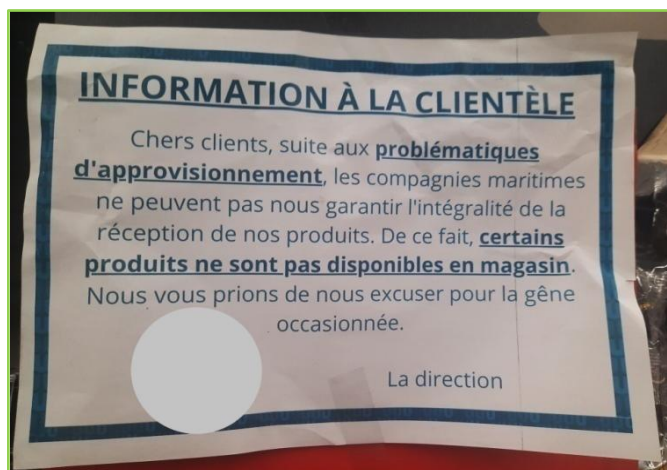 INFORMATION À LA CLIENTÈLE
Chers clients, suite aux problématiques
d'approvisionnement, les compagnies maritimes
ne peuvent pas nous garantir l'intégralité de la
réception de nos produits. De ce fait, certains
produits ne sont pas disponibles en magasin.
Nous vous prions de nous excuser pour la gêne
occasionnée.
La direction